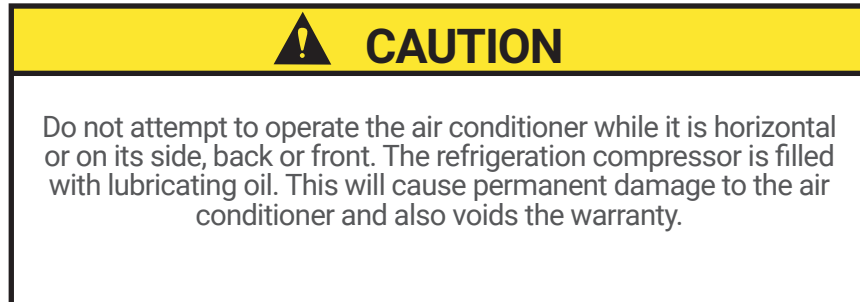 CAUTION
Do not attempt to operate the air conditioner while it is horizontal
or on its side, back or front. The refrigeration compressor is filled
with lubricating oil. This will cause permanent damage to the air
conditioner and also voids the warranty.